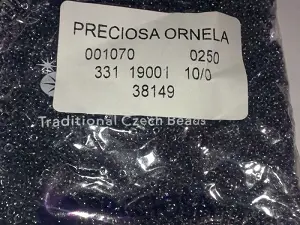 PRECIOSA ORNELA
001070 0250
331 19001 10/0
38149
Traditional Czech Beads